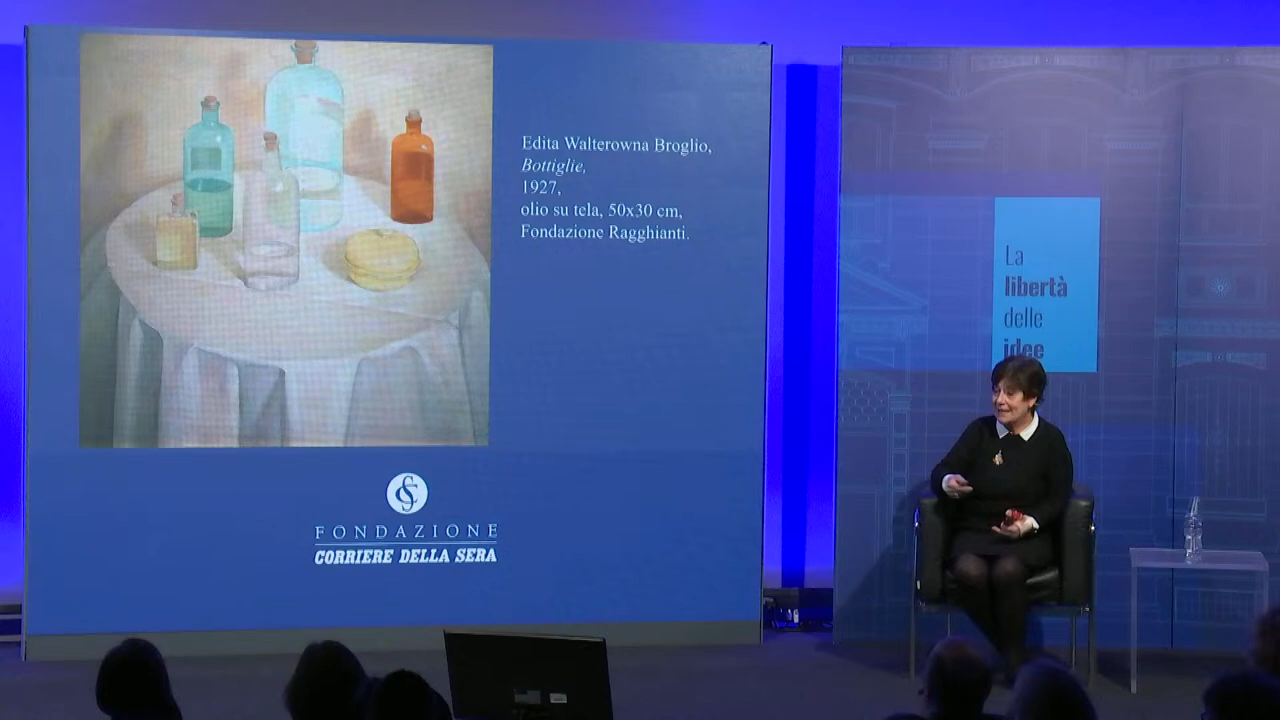 Edita Walterowna Broglio,
Bottiglie,
1927,
olio su tela, 50x30 cm,
Fondazione Ragghianti.
FONDAZIONE
CORRIERE DELLA SERA
La
libertà
delle
idee